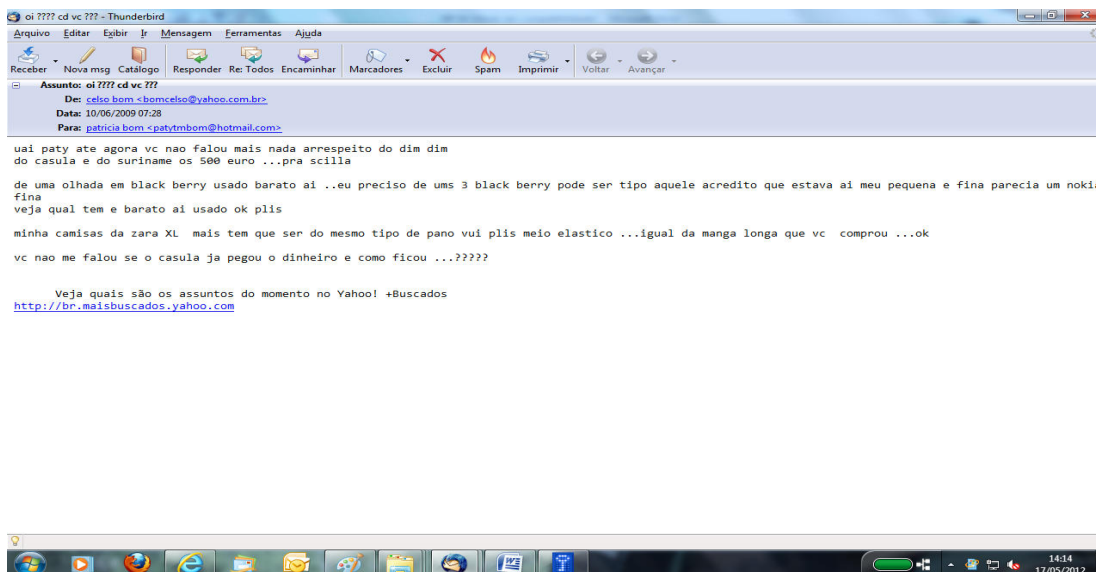 oi ???? cd vc ??? - Thunderbird
Arquivo Editar Exibir Ir Mensagem Ferramentas Ajuda
Receber Nova msg Catálogo Responder Re: Todos Encaminhar Marcadores Excluir Spam Imprimir Voltar Avançar
Assunto: oi ???? cd vc ???
De: celso bom <bomcelso@yahoo.com.br>
Data: 10/06/2009 07:28
Para: patricia bom <patytmbom@hotmail.com>
uai paty ate agora vc nao falou mais nada arrespeito do dim dim
do casula e do suriname os 500 euro ...pra scilla
de uma olhada em black berry usado barato ai ..eu preciso de ums 3 black berry pode ser tipo aquele acredito que estava ai meu pequena e fina parecia um noki
fina
veja qual tem e barato ai usado ok plis
minha camisas da zara XL mais tem que ser do mesmo tipo de pano vui plis meio elastico ...igual da manga longa que vc comprou ...ok
vc nao me falou se o casula ja pegou o dinheiro e como ficou ...?????
Veja quais são os assuntos do momento no Yahoo! +Buscados
http://br.maisbuscados.yahoo.com
14:14
17/05/2012